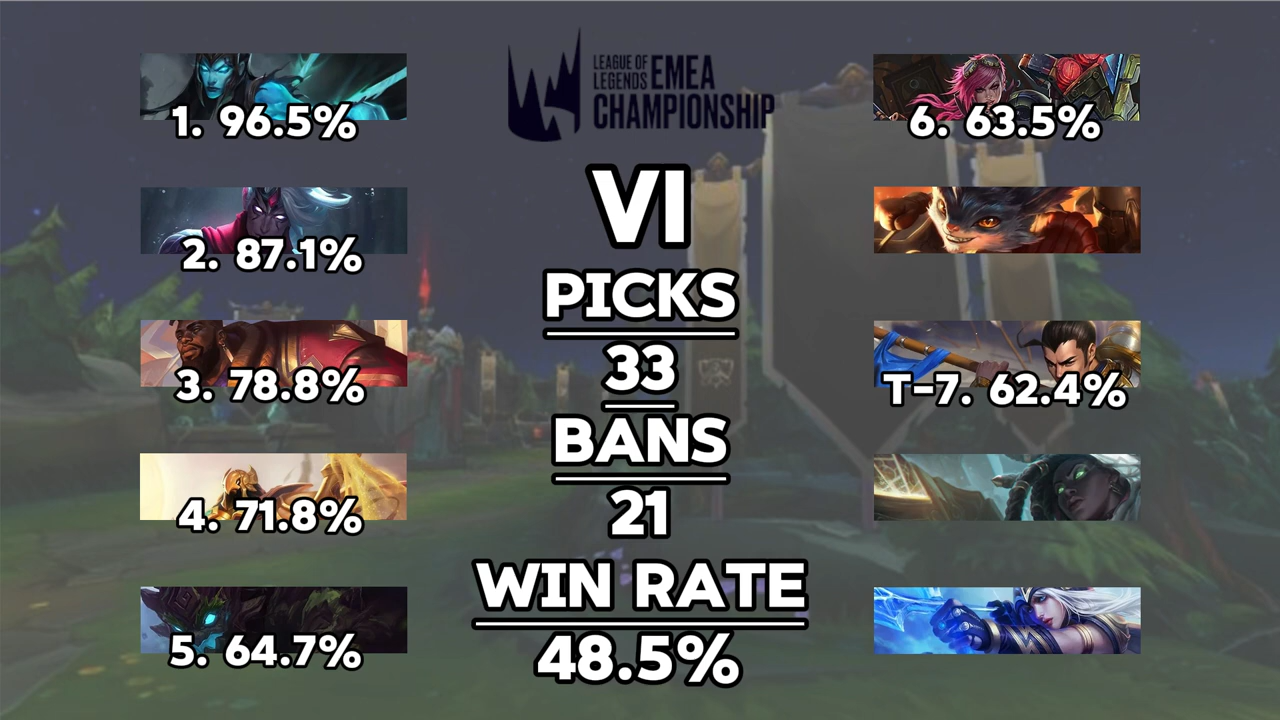 1. 96.5%
2. 87.1%
3. 78.8%
4. 71.8%
5. 64.7%
LEAGUE OF
LEGENDS EMEA
CHAMPIONSHIP
VI
PICKS
33
BANS
21
WIN RATE
48.5%
6. 63.5%
T-7. 62.4%